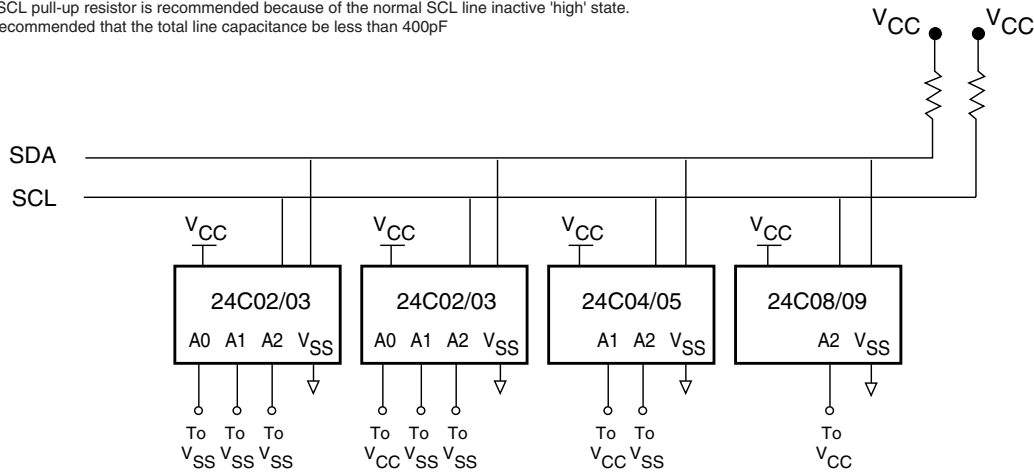 SCL pull-up resistor is recommended because of the normal SCL line inactive 'high' state.
recommended that the total line capacitance be less than 400pF
VCC VCC
SDA
SCL
VCC VCC VCC VCC
24C02/03 24C02/03 24C04/05 24C08/09
A0 A1 A2 VSS A0 A1 A2 VSS A1 A2 VSS A2 VSS
To To To To To To To To To
VSS VSS VSS VCC VSS VSS VCC VSS VCC